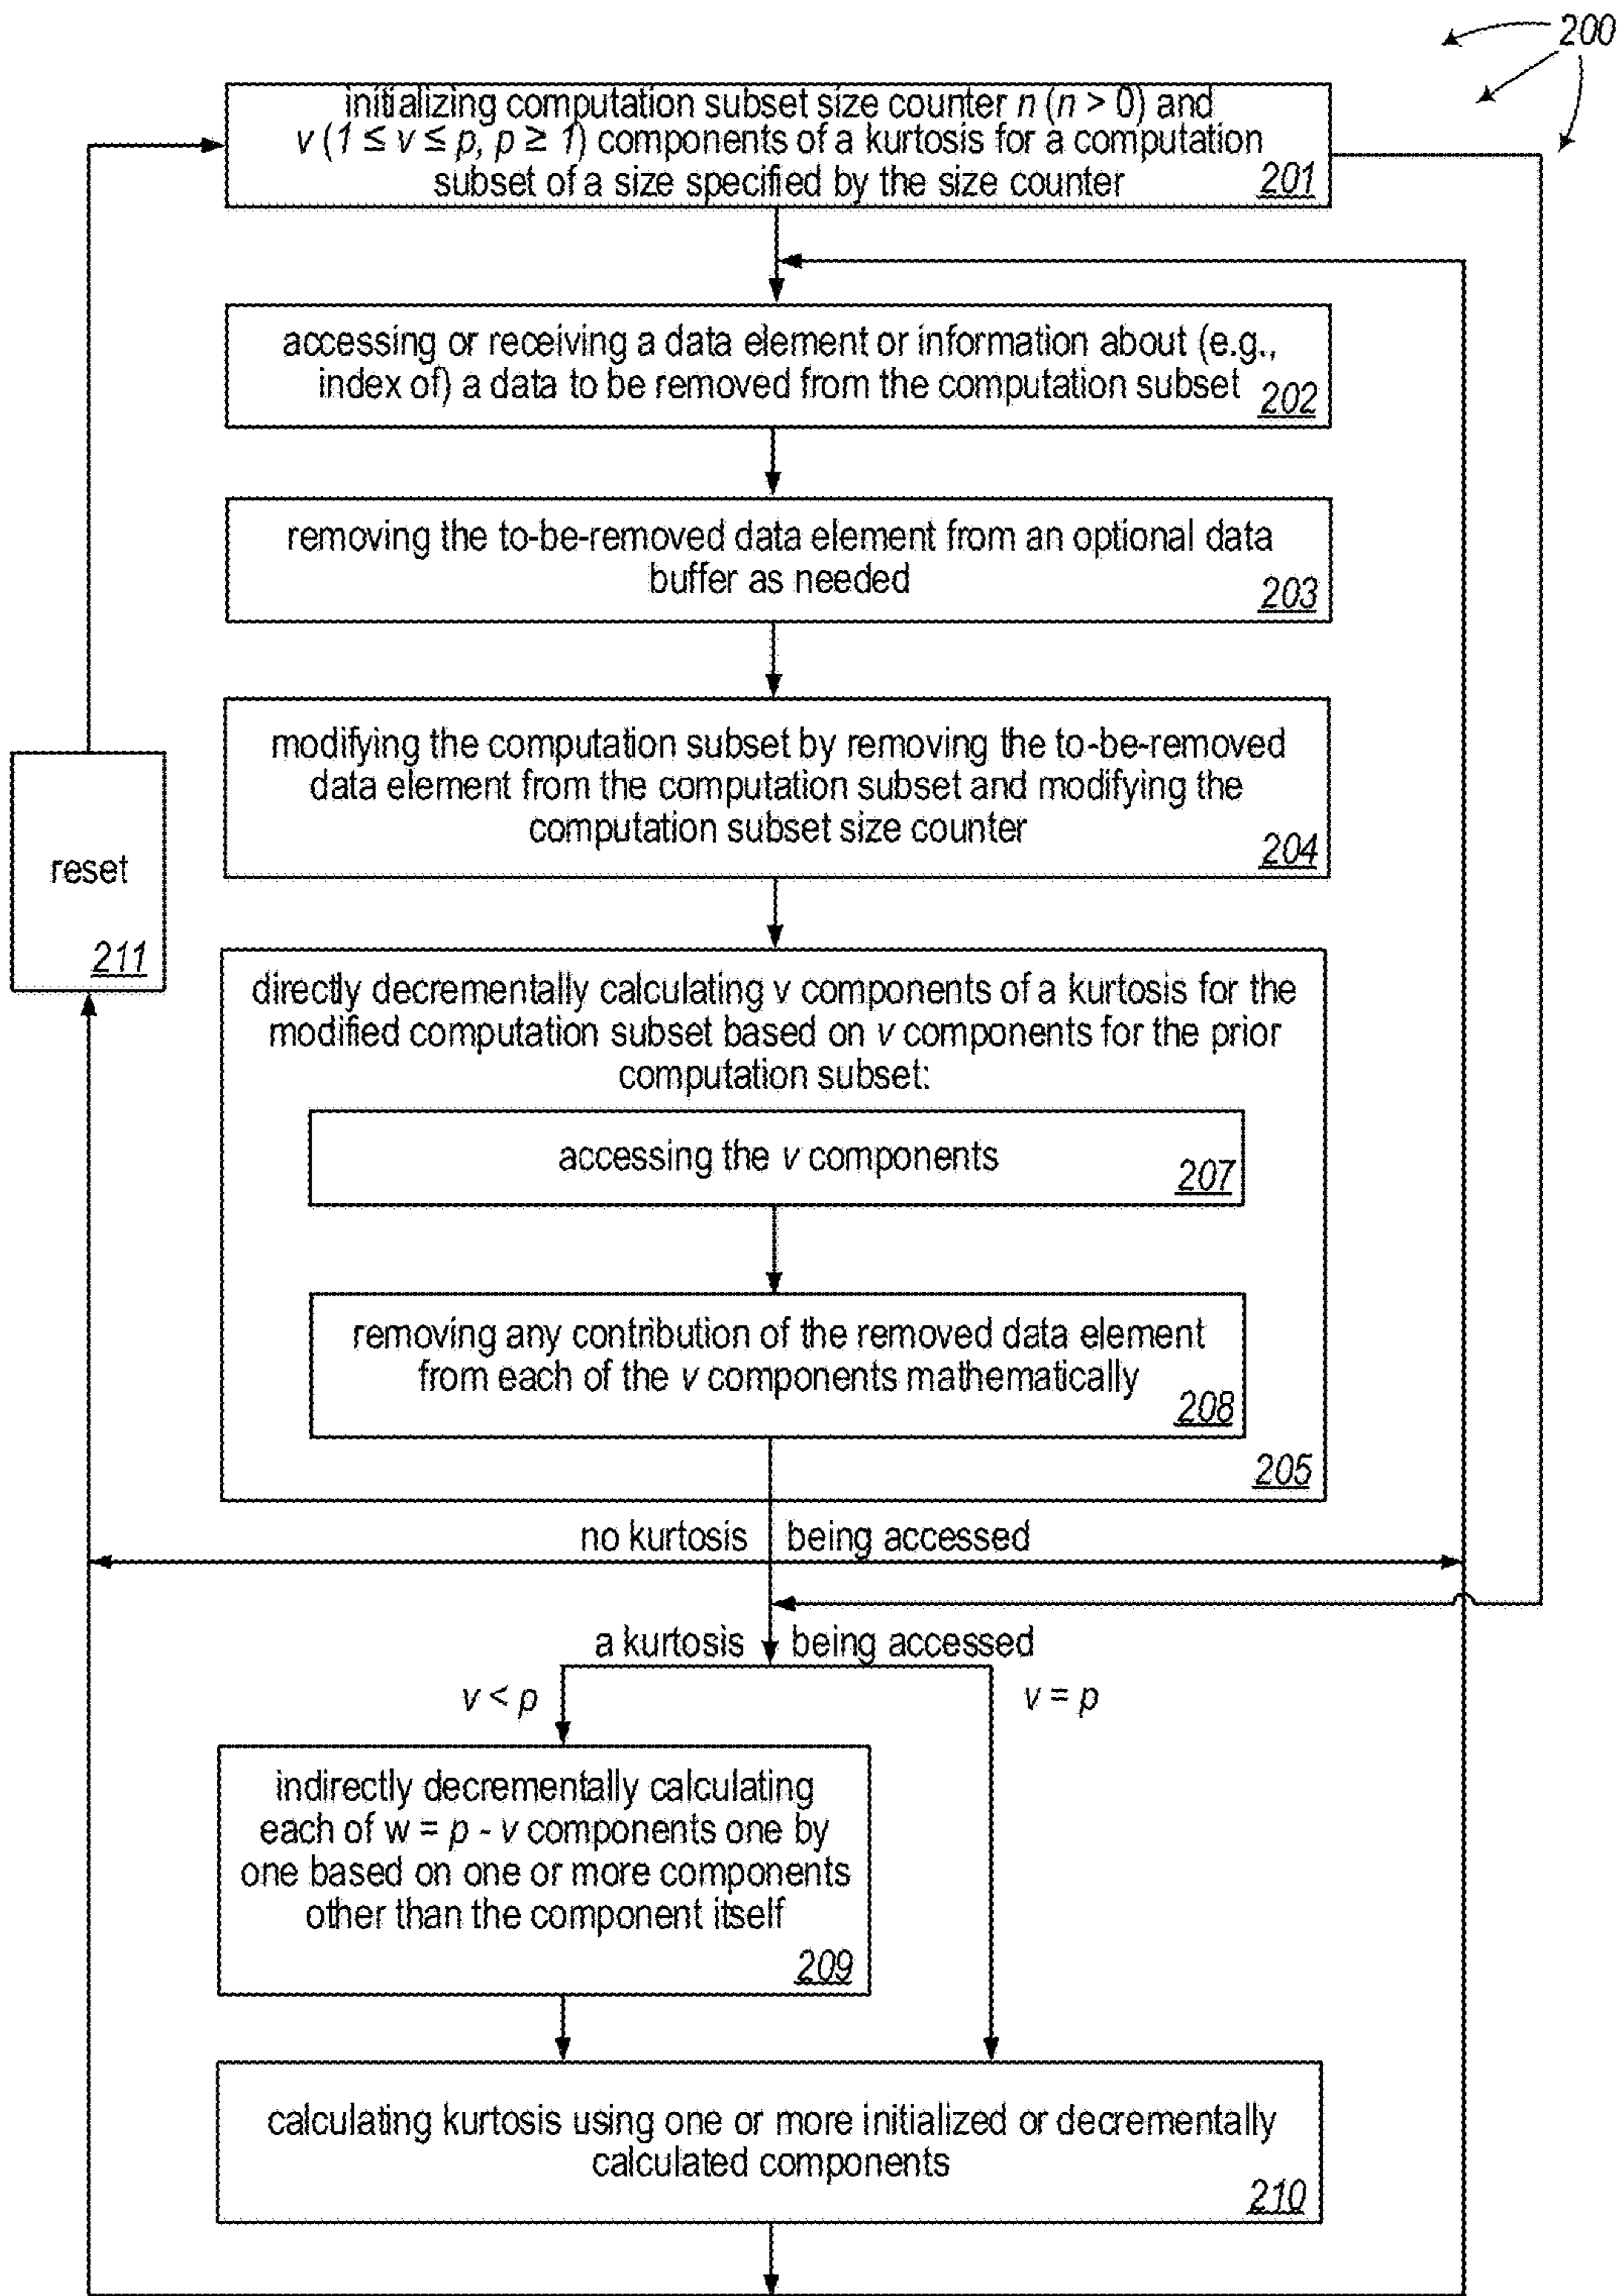 200
initializing computation subset size counter n (n > 0) and
v (1 ≤ v ≤ p, p ≥ 1) components of a kurtosis for a computation
subset of a size specified by the size counter
201
accessing or receiving a data element or information about (e.g.,
index of) a data to be removed from the computation subset
202
removing the to-be-removed data element from an optional data
buffer as needed
203
modifying the computation subset by removing the to-be-removed
data element from the computation subset and modifying the
computation subset size counter
204
reset
211
directly decrementally calculating v components of a kurtosis for the
modified computation subset based on v components for the prior
computation subset:
accessing the v components
207
removing any contribution of the removed data element
from each of the v components mathematically
208
205
no kurtosis being accessed
a kurtosis being accessed
v < p
v = p
indirectly decrementally calculating
each of w = p - v components one by
one based on one or more components
other than the component itself
209
calculating kurtosis using one or more initialized or decrementally
calculated components
210